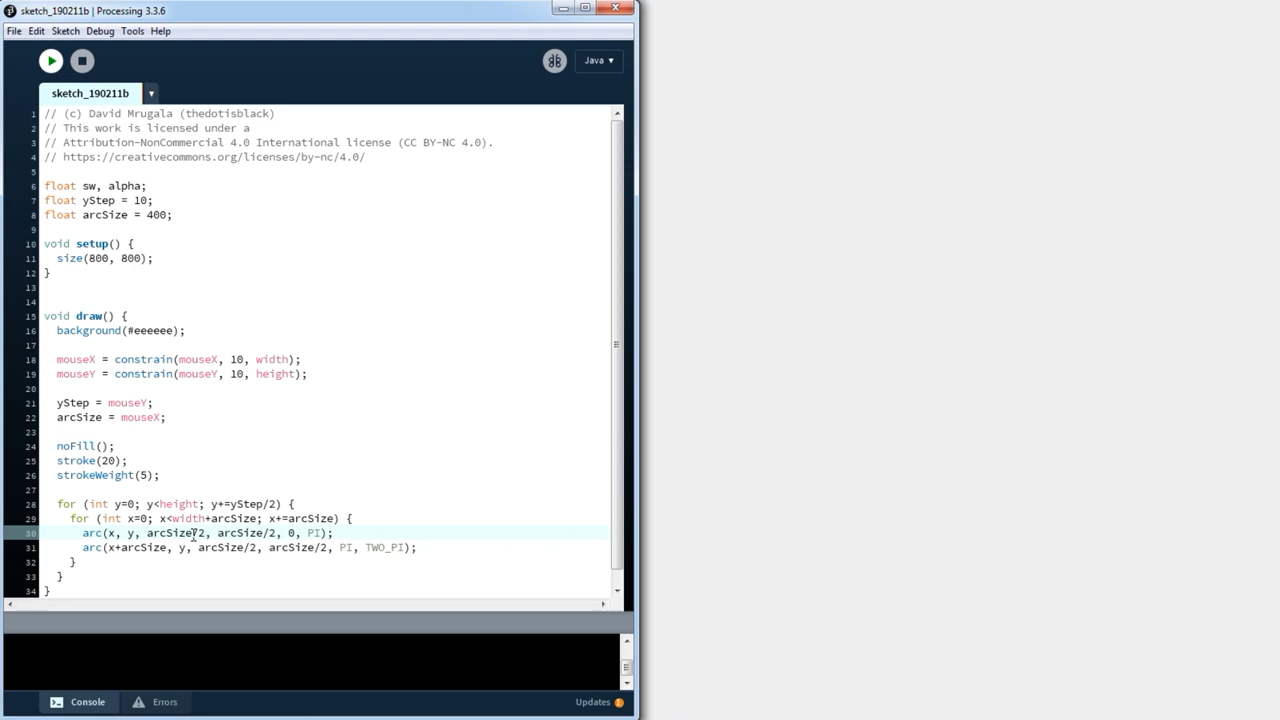 sketch_190211b | Processing 3.3.6
File Edit Sketch Debug Tools Help
Java ▾
sketch_190211b ▾
1 // (c) David Mrugala (thedotisblack)
2 // This work is licensed under a
3 // Attribution-NonCommercial 4.0 International license (CC BY-NC 4.0).
4 // https://creativecommons.org/licenses/by-nc/4.0/
5
6 float sw, alpha;
7 float yStep = 10;
8 float arcSize = 400;
9
10 void setup() {
11   size(800, 800);
12 }
13
14
15 void draw() {
16   background(#eeeeee);
17
18   mouseX = constrain(mouseX, 10, width);
19   mouseY = constrain(mouseY, 10, height);
20
21   yStep = mouseY;
22   arcSize = mouseX;
23
24   noFill();
25   stroke(20);
26   strokeWeight(5);
27
28   for (int y=0; y<height; y+=yStep/2) {
29     for (int x=0; x<width+arcSize; x+=arcSize) {
30       arc(x, y, arcSize/2, arcSize/2, 0, PI);
31       arc(x+arcSize, y, arcSize/2, arcSize/2, PI, TWO_PI);
32     }
33   }
34 }
Console Errors Updates 1